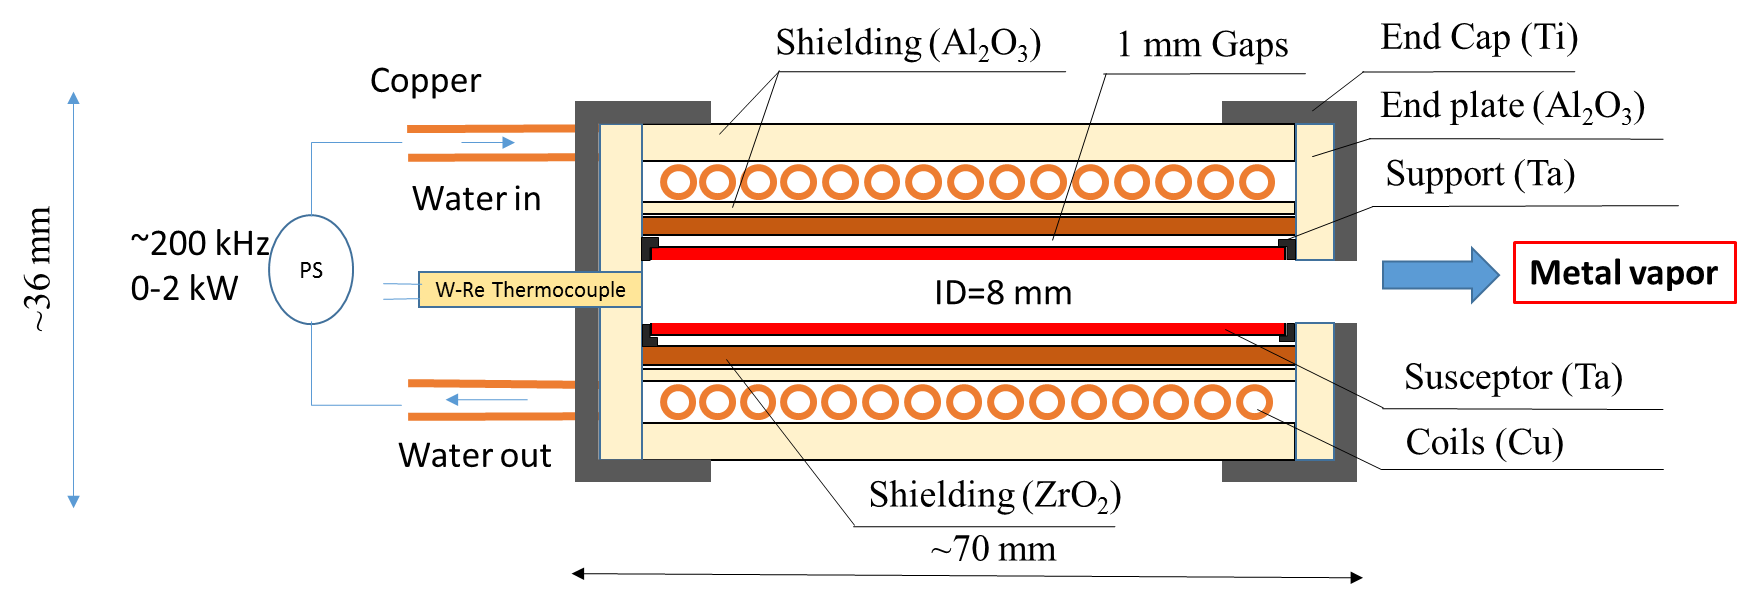 Shielding (Al₂O₃)
1 mm Gaps
End Cap (Ti)
Copper
End plate (Al₂O₃)
Water in
Support (Ta)
~36 mm
~200 kHz
0-2 kW
PS
W-Re Thermocouple
ID=8 mm
Metal vapor
Susceptor (Ta)
Water out
Coils (Cu)
Shielding (ZrO₂)
~70 mm